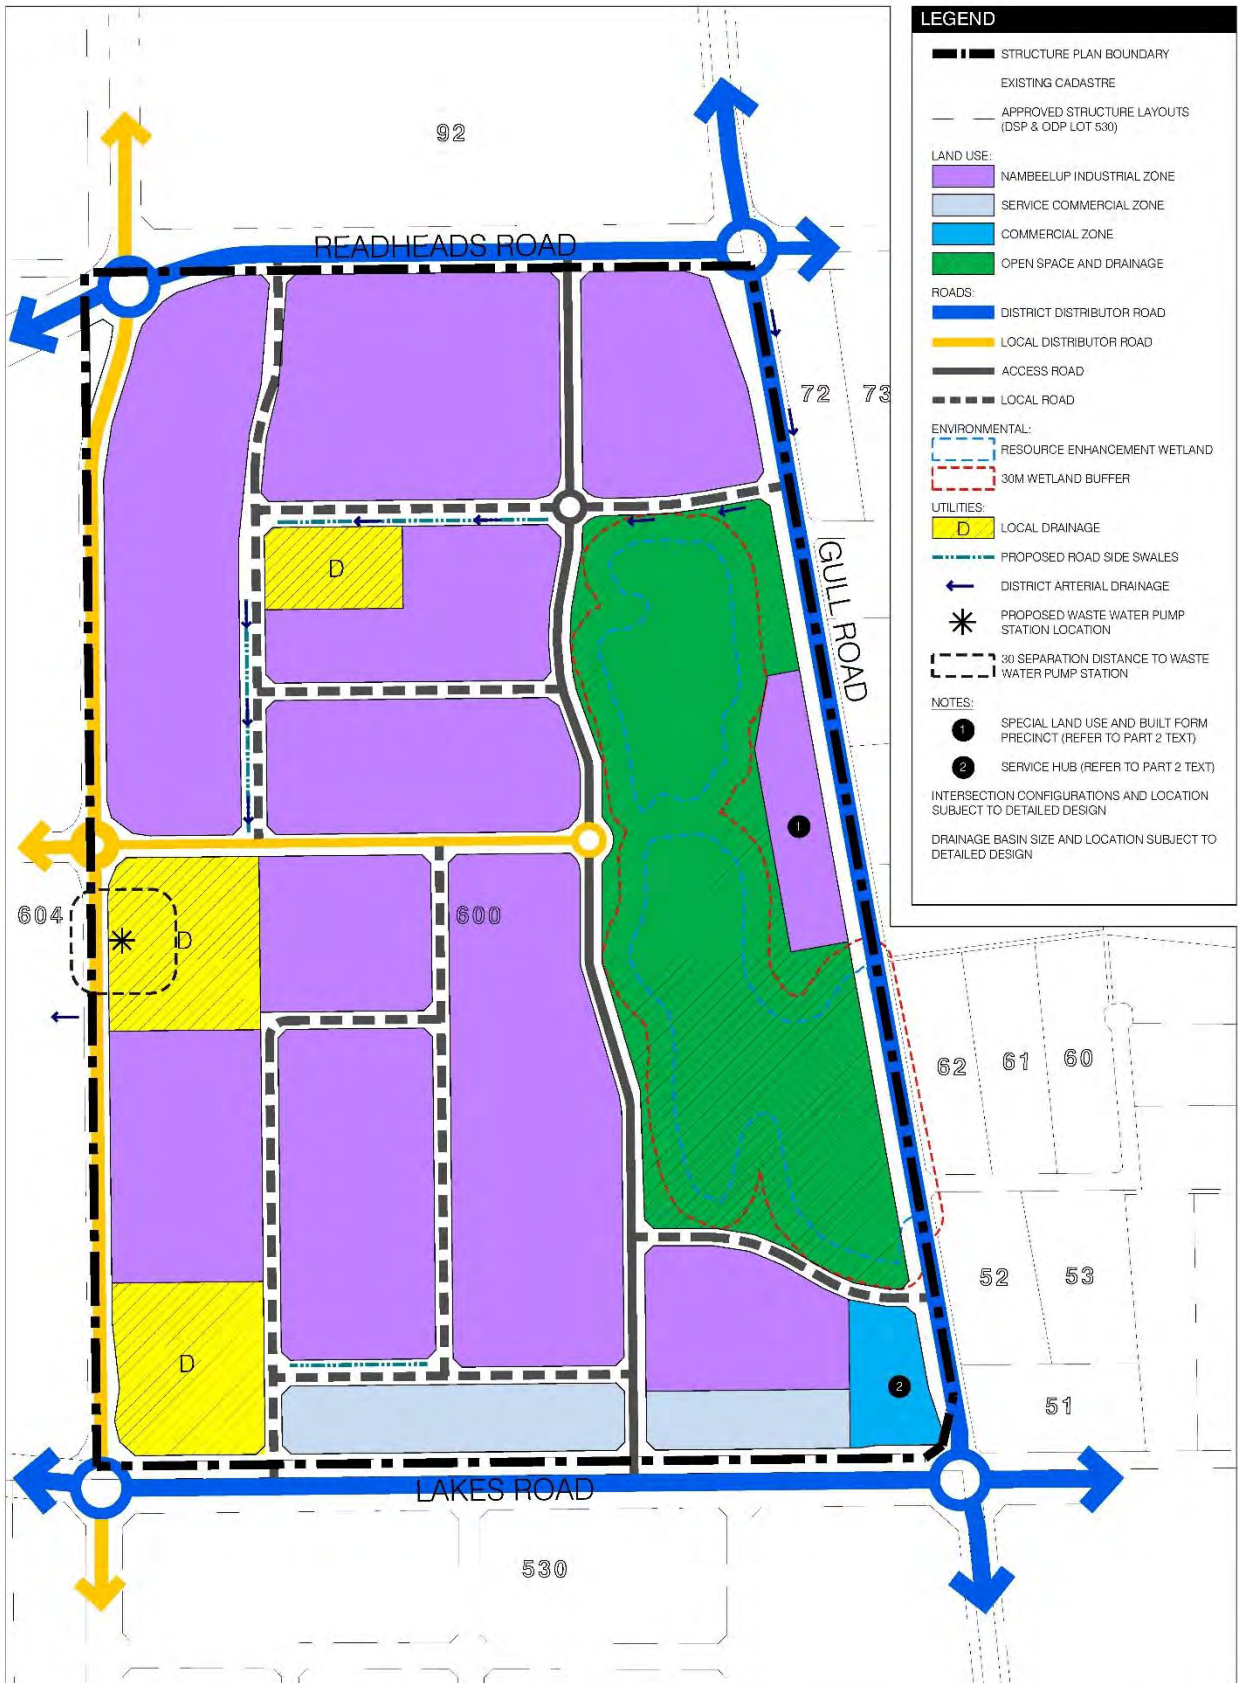 LEGEND
STRUCTURE PLAN BOUNDARY
EXISTING CADASTRE
APPROVED STRUCTURE LAYOUTS
(DSP & ODP LOT 530)
LAND USE:
NAMBEELUP INDUSTRIAL ZONE
SERVICE COMMERCIAL ZONE
COMMERCIAL ZONE
OPEN SPACE AND DRAINAGE
ROADS:
DISTRICT DISTRIBUTOR ROAD
LOCAL DISTRIBUTOR ROAD
ACCESS ROAD
LOCAL ROAD
ENVIRONMENTAL:
RESOURCE ENHANCEMENT WETLAND
30M WETLAND BUFFER
UTILITIES:
D LOCAL DRAINAGE
PROPOSED ROAD SIDE SWALES
DISTRICT ARTERIAL DRAINAGE
PROPOSED WASTE WATER PUMP
STATION LOCATION
30 SEPARATION DISTANCE TO WASTE
WATER PUMP STATION
NOTES:
1 SPECIAL LAND USE AND BUILT FORM
PRECINCT (REFER TO PART 2 TEXT)
2 SERVICE HUB (REFER TO PART 2 TEXT)
INTERSECTION CONFIGURATIONS AND LOCATION
SUBJECT TO DETAILED DESIGN
DRAINAGE BASIN SIZE AND LOCATION SUBJECT TO
DETAILED DESIGN
92
READHEADS ROAD
72
73
D
GULL ROAD
1
604
D
600
62
61
60
52
53
D
2
51
LAKES ROAD
530